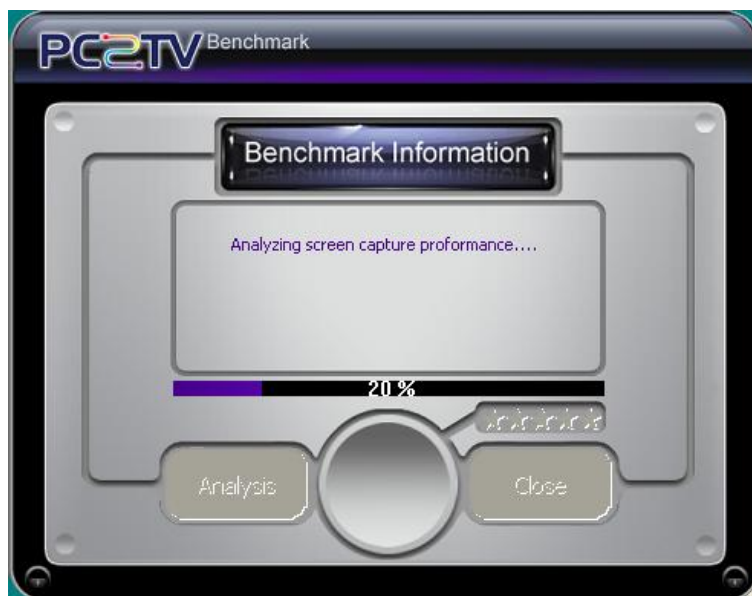 PC2TV Benchmark
Benchmark Information
Analyzing screen capture proformance....
20 %
Analysis
Close